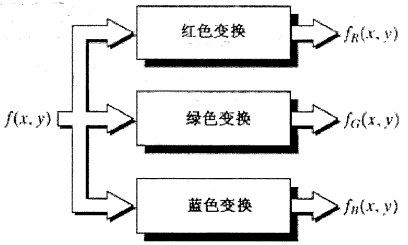 红色变换
f_R(x, y)
f(x, y)
绿色变换
f_G(x, y)
蓝色变换
f_B(x, y)